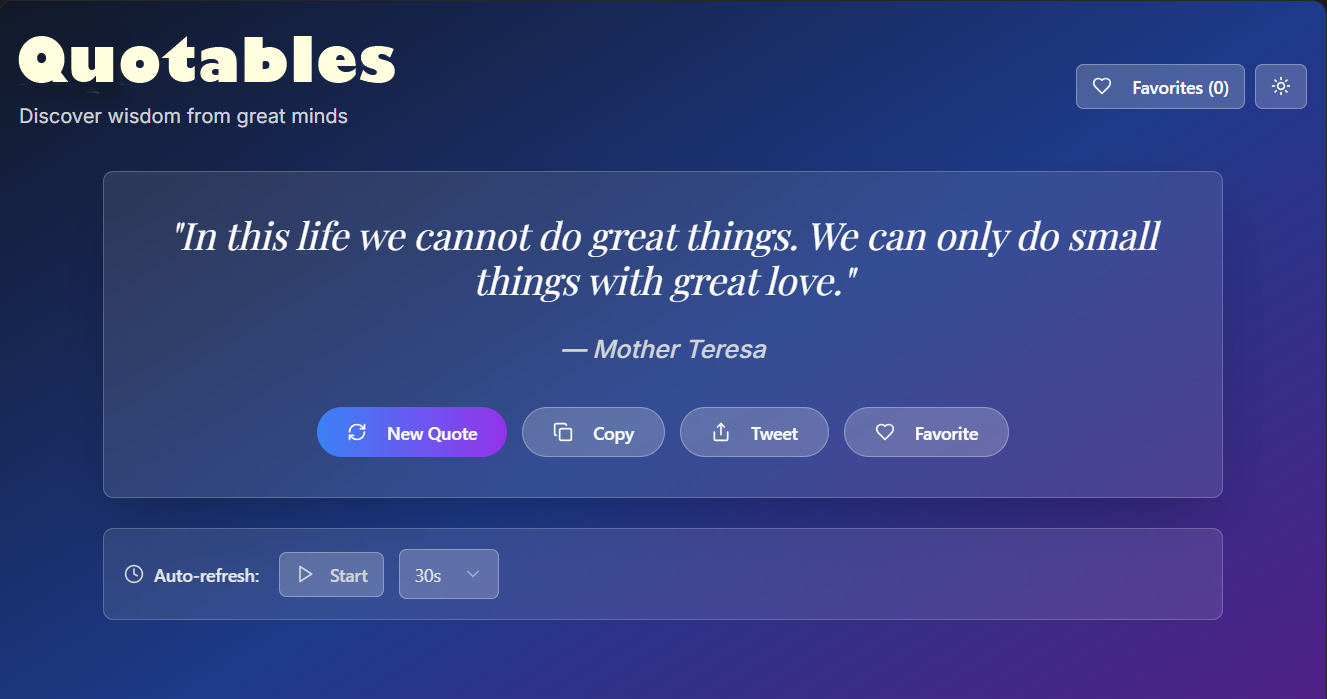 Quotables
Discover wisdom from great minds
Favorites (0)
"In this life we cannot do great things. We can only do small
things with great love."
— Mother Teresa
New Quote
Copy
Tweet
Favorite
Auto-refresh:
Start
30s